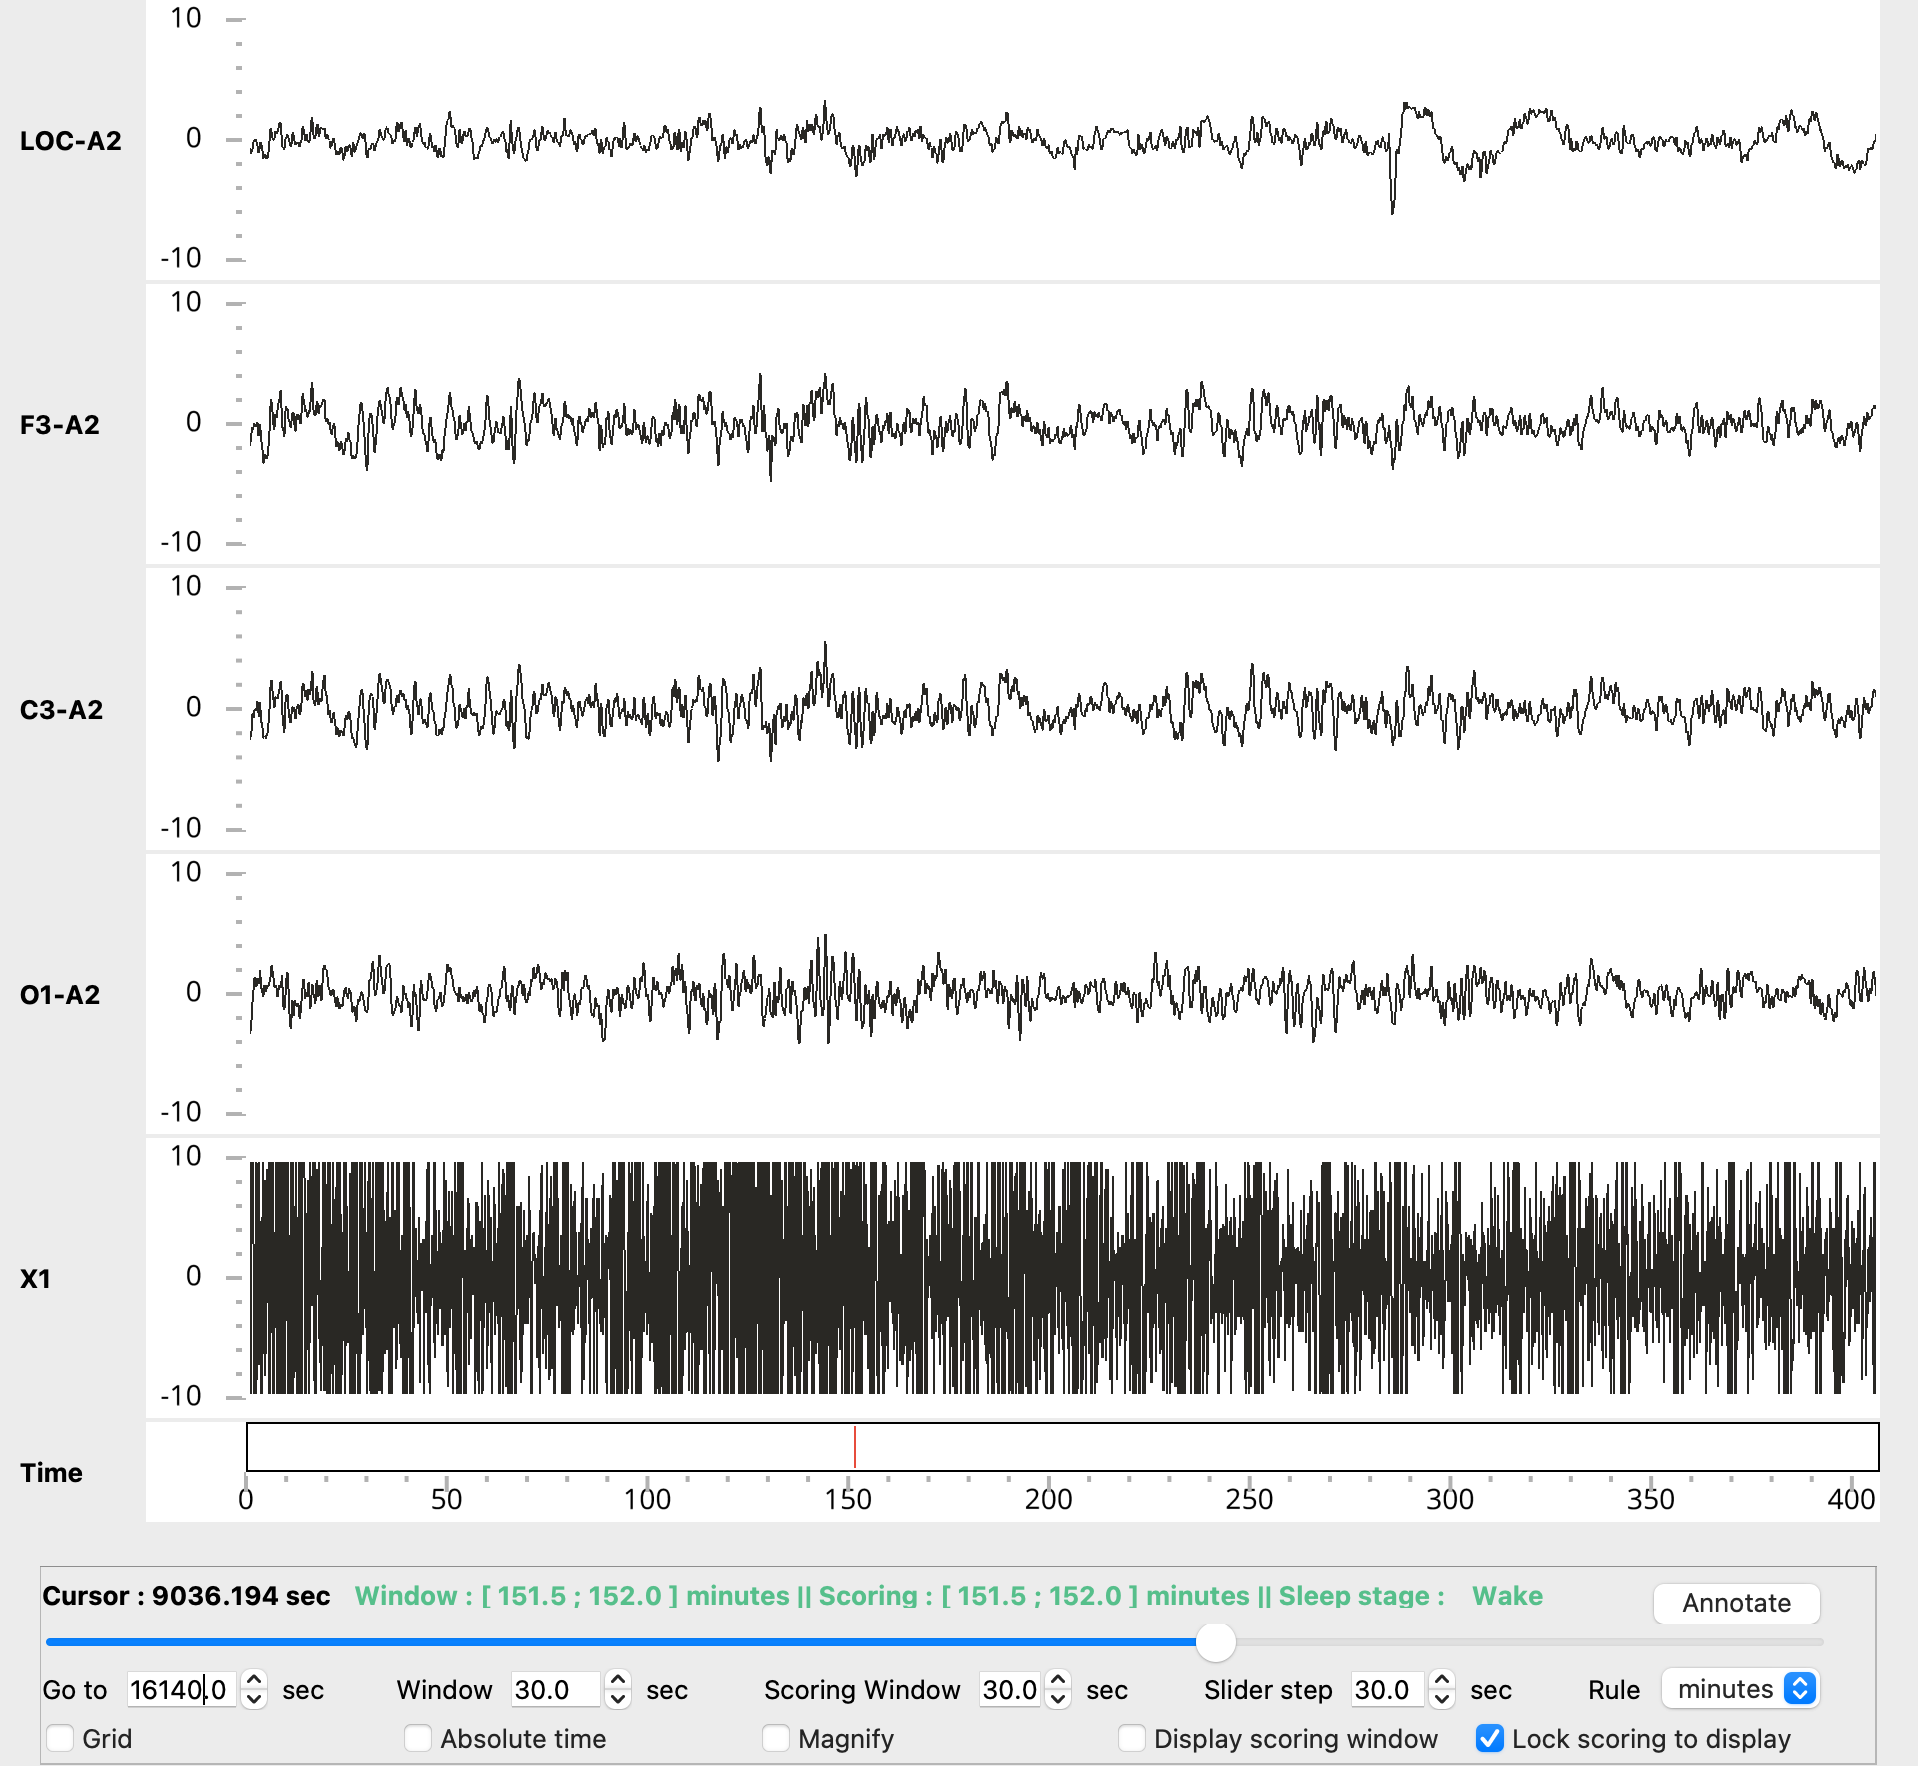 10
LOC-A2
0
-10
10
F3-A2
0
-10
10
C3-A2
0
-10
10
O1-A2
0
-10
10
X1
0
-10
Time
0 50 100 150 200 250 300 350 400
Cursor : 9036.194 sec Window : [ 151.5 ; 152.0 ] minutes || Scoring : [ 151.5 ; 152.0 ] minutes || Sleep stage : Wake Annotate
Go to 16140.0 sec Window 30.0 sec Scoring Window 30.0 sec Slider step 30.0 sec Rule minutes
Grid Absolute time Magnify Display scoring window Lock scoring to display